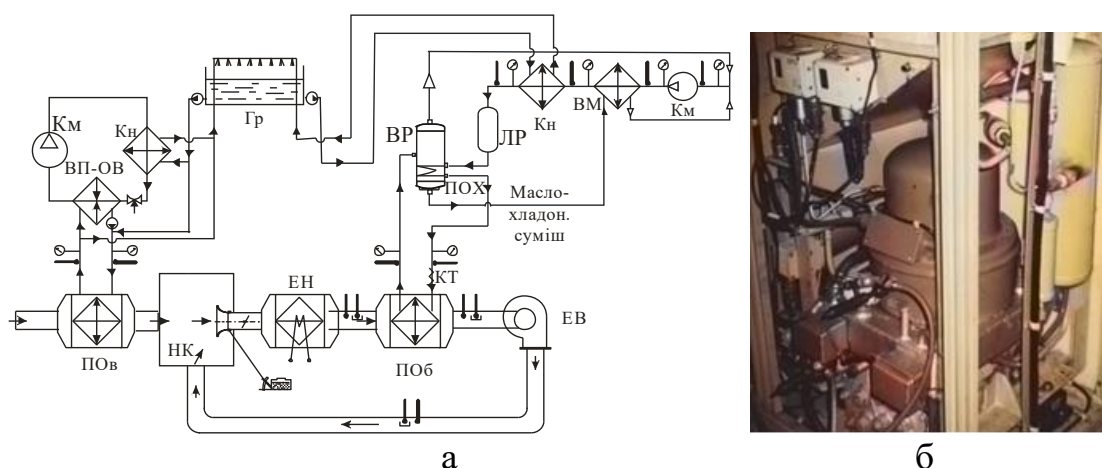 Км
Кн
ВП-ОВ
Гр
ВР
ЛР
ПОХ
Кн
ВМ
Км
Масло-
хладон.
суміш
КТ
ЕН
ЕВ
НК
ПОв
ПОб
а
б